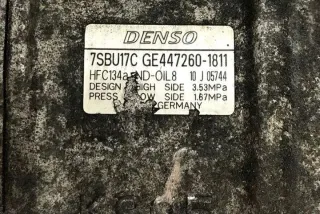 DENSO
7SBU17C GE447260-1811
HFC134a ND-OIL8 10 J 05744
DESIGN HIGH SIDE 3.53MPa
PRESS LOW SIDE 1.67MPa
GERMANY